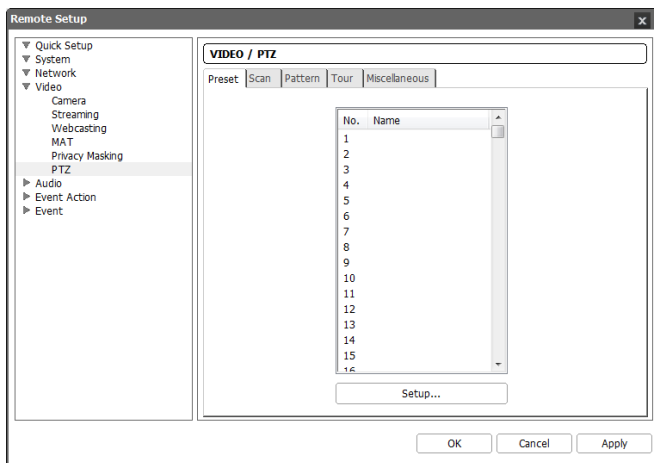 Remote Setup
x
Quick Setup
System
Network
Video
Camera
Streaming
Webcasting
MAT
Privacy Masking
PTZ
Audio
Event Action
Event
VIDEO / PTZ
Preset Scan Pattern Tour Miscellaneous
No. Name
1
2
3
4
5
6
7
8
9
10
11
12
13
14
15
16
Setup...
OK Cancel Apply